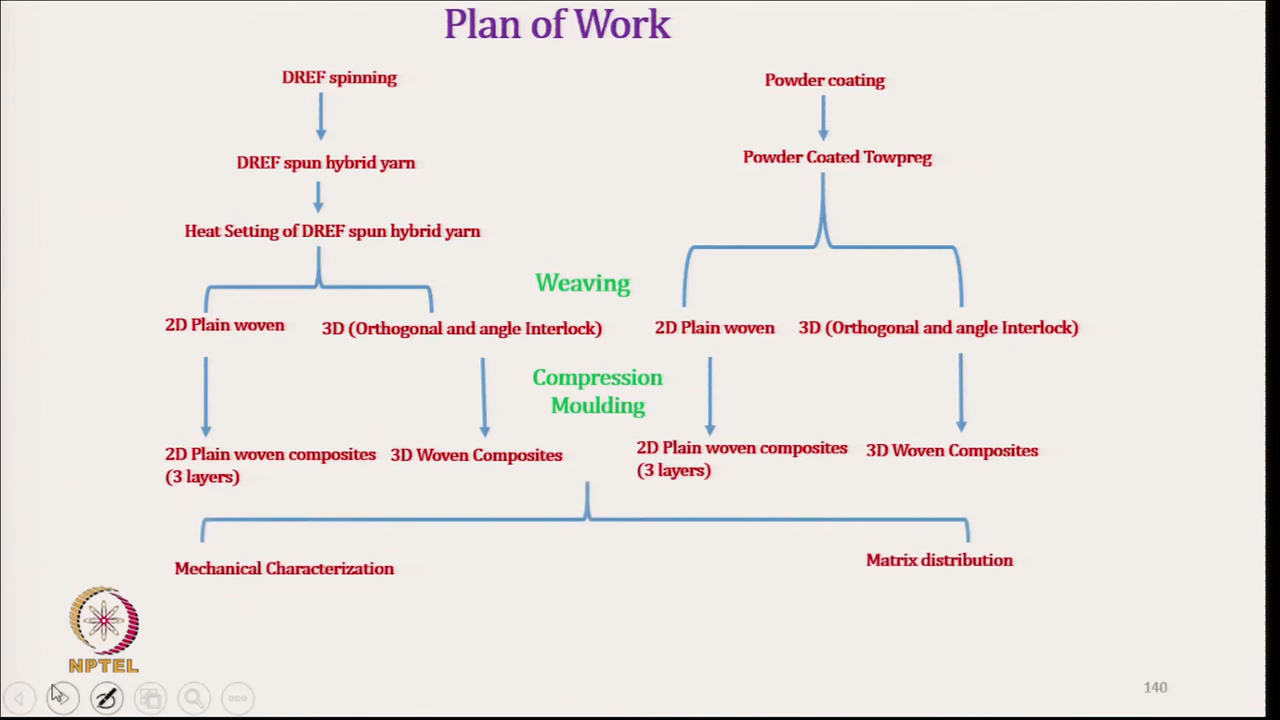 Plan of Work
DREF spinning
Powder coating
DREF spun hybrid yarn
Powder Coated Towpreg
Heat Setting of DREF spun hybrid yarn
Weaving
2D Plain woven
3D (Orthogonal and angle Interlock)
2D Plain woven
3D (Orthogonal and angle Interlock)
Compression
Moulding
2D Plain woven composites
(3 layers)
3D Woven Composites
2D Plain woven composites
(3 layers)
3D Woven Composites
Mechanical Characterization
Matrix distribution
NPTEL
140